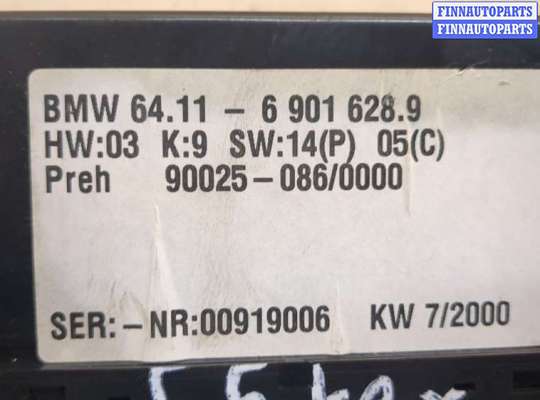 FINNAUTOPARTS
FINNAUTOPARTS
BMW 64.11 - 6 901 628.9
HW:03 K:9 SW:14(P) 05(C)
Preh 90025-086/0000
SER:-NR:00919006 KW 7/2000